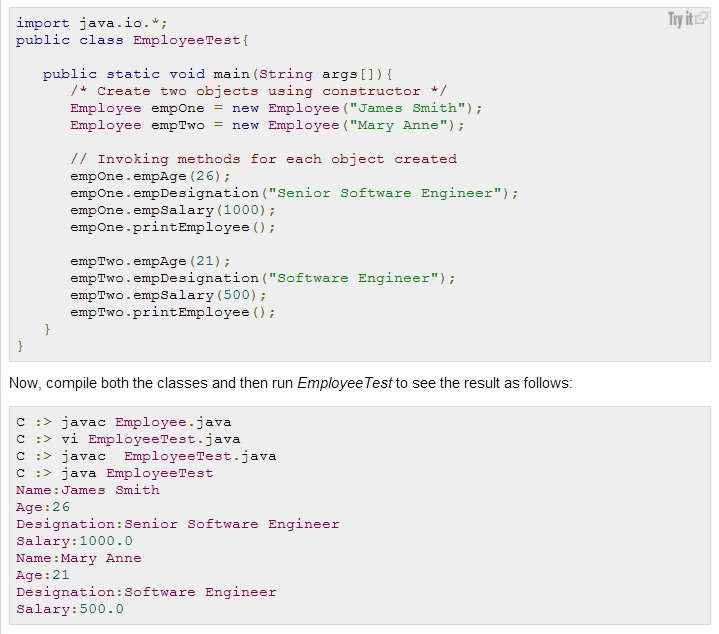 Try it
import java.io.*;
public class EmployeeTest{
public static void main(String args[]){
/* Create two objects using constructor */
Employee empOne = new Employee("James Smith");
Employee empTwo = new Employee("Mary Anne");
// Invoking methods for each object created
empOne.empAge(26);
empOne.empDesignation("Senior Software Engineer");
empOne.empSalary(1000);
empOne.printEmployee();
empTwo.empAge(21);
empTwo.empDesignation("Software Engineer");
empTwo.empSalary(500);
empTwo.printEmployee();
}
}
Now, compile both the classes and then run EmployeeTest to see the result as follows:
C :> javac Employee.java
C :> vi EmployeeTest.java
C :> javac  EmployeeTest.java
C :> java EmployeeTest
Name:James Smith
Age:26
Designation:Senior Software Engineer
Salary:1000.0
Name:Mary Anne
Age:21
Designation:Software Engineer
Salary:500.0